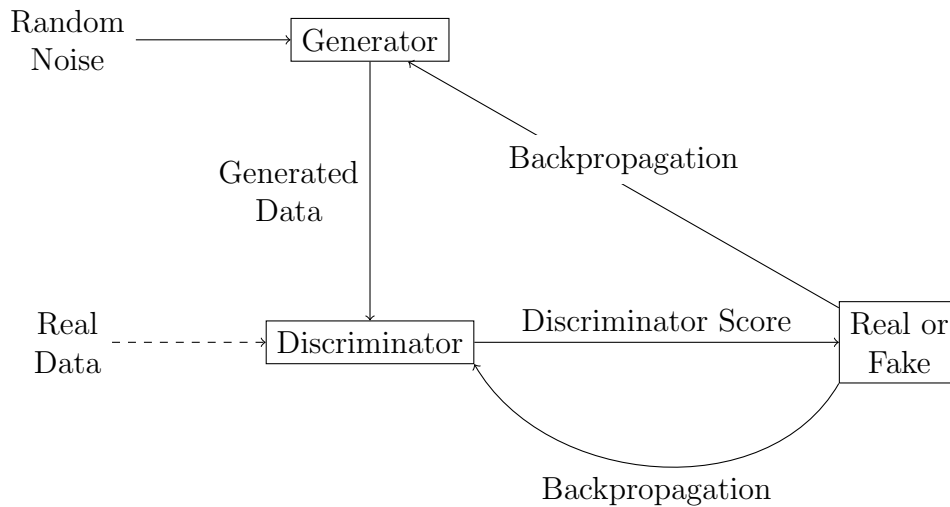 Random
Noise
Generator
Backpropagation
Generated
Data
Real
Data
Discriminator
Discriminator Score
Real or
Fake
Backpropagation